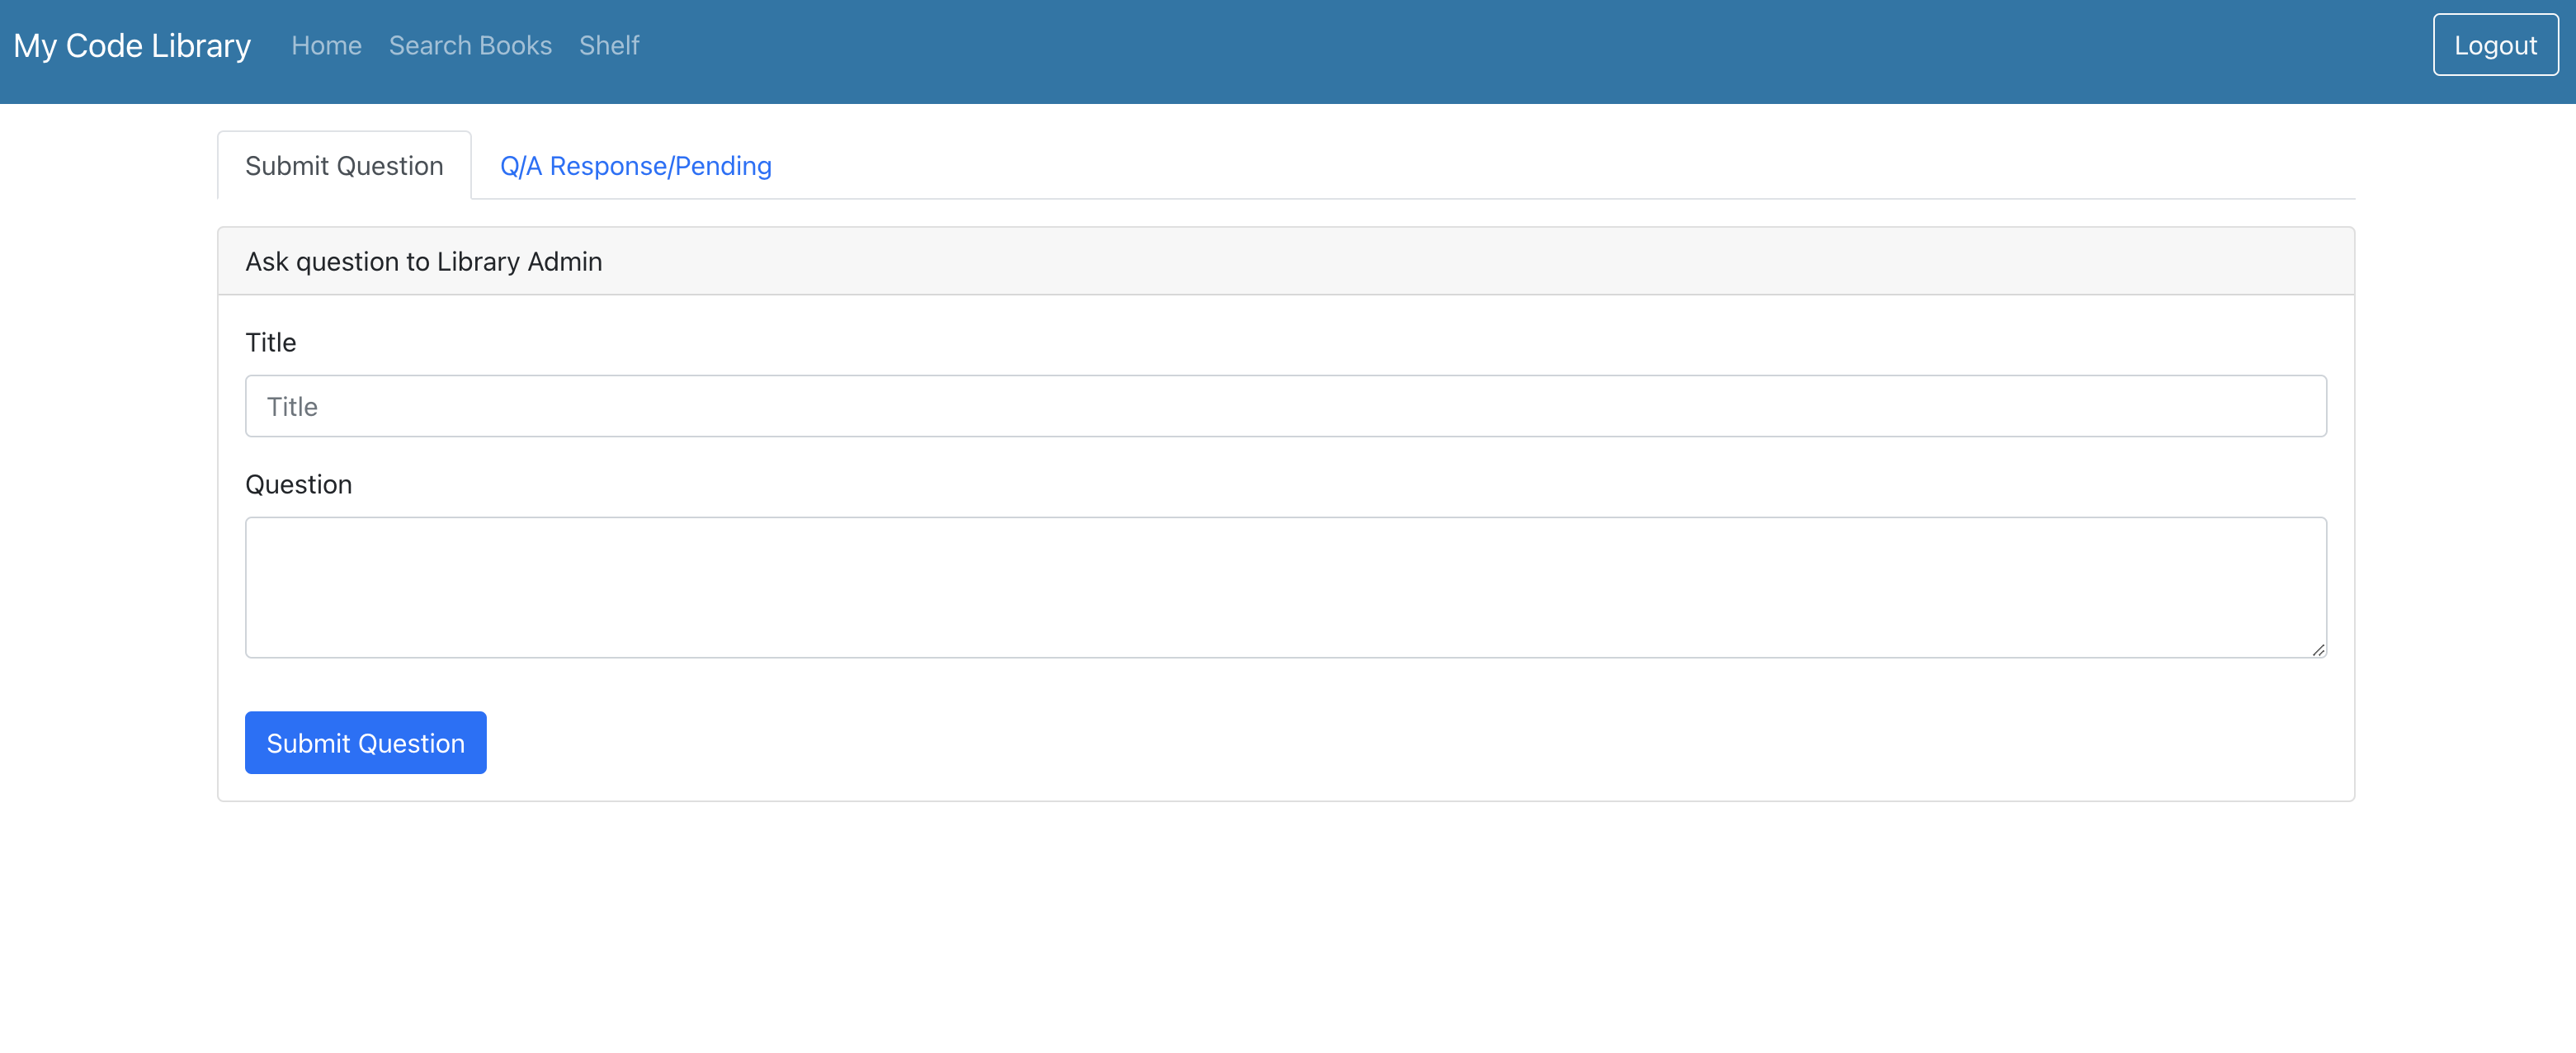 My Code Library Home Search Books Shelf Logout
Submit Question Q/A Response/Pending
Ask question to Library Admin
Title
Title
Question
Submit Question